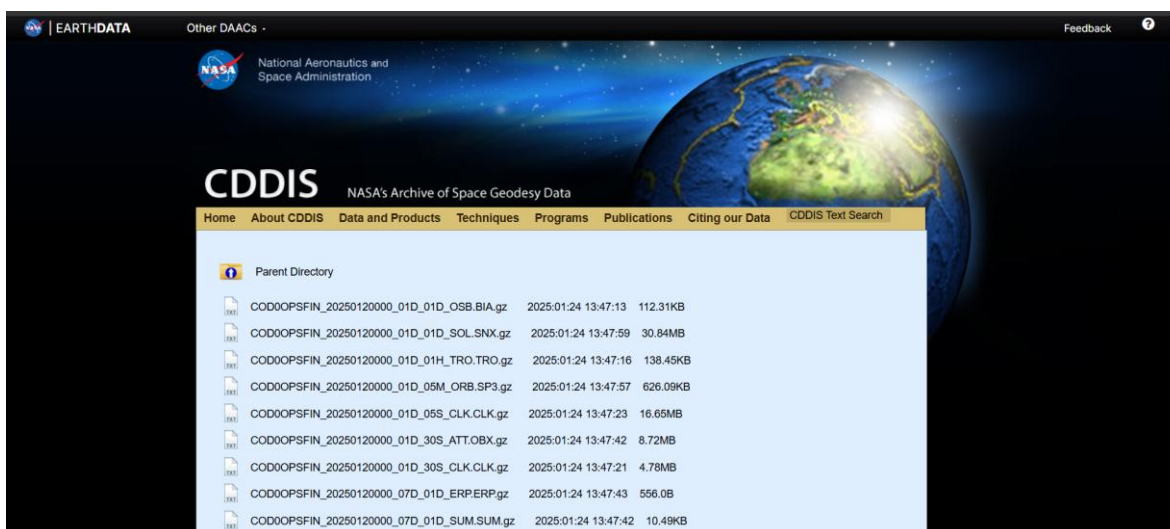 EARTHDATA Other DAACs Feedback ?
NASA
National Aeronautics and
Space Administration
CDDIS NASA's Archive of Space Geodesy Data
Home About CDDIS Data and Products Techniques Programs Publications Citing our Data CDDIS Text Search
Parent Directory
COD0OPSFIN_20250120000_01D_01D_OSB.BIA.gz 2025:01:24 13:47:13 112.31KB
COD0OPSFIN_20250120000_01D_01D_SOL.SNX.gz 2025:01:24 13:47:59 30.84MB
COD0OPSFIN_20250120000_01D_01H_TRO.TRO.gz 2025:01:24 13:47:16 138.45KB
COD0OPSFIN_20250120000_01D_05M_ORB.SP3.gz 2025:01:24 13:47:57 626.09KB
COD0OPSFIN_20250120000_01D_05S_CLK.CLK.gz 2025:01:24 13:47:23 16.65MB
COD0OPSFIN_20250120000_01D_30S_ATT.OBX.gz 2025:01:24 13:47:42 8.72MB
COD0OPSFIN_20250120000_01D_30S_CLK.CLK.gz 2025:01:24 13:47:21 4.78MB
COD0OPSFIN_20250120000_07D_01D_ERP.ERP.gz 2025:01:24 13:47:43 556.0B
COD0OPSFIN_20250120000_07D_01D_SUM.SUM.gz 2025:01:24 13:47:42 10.49KB